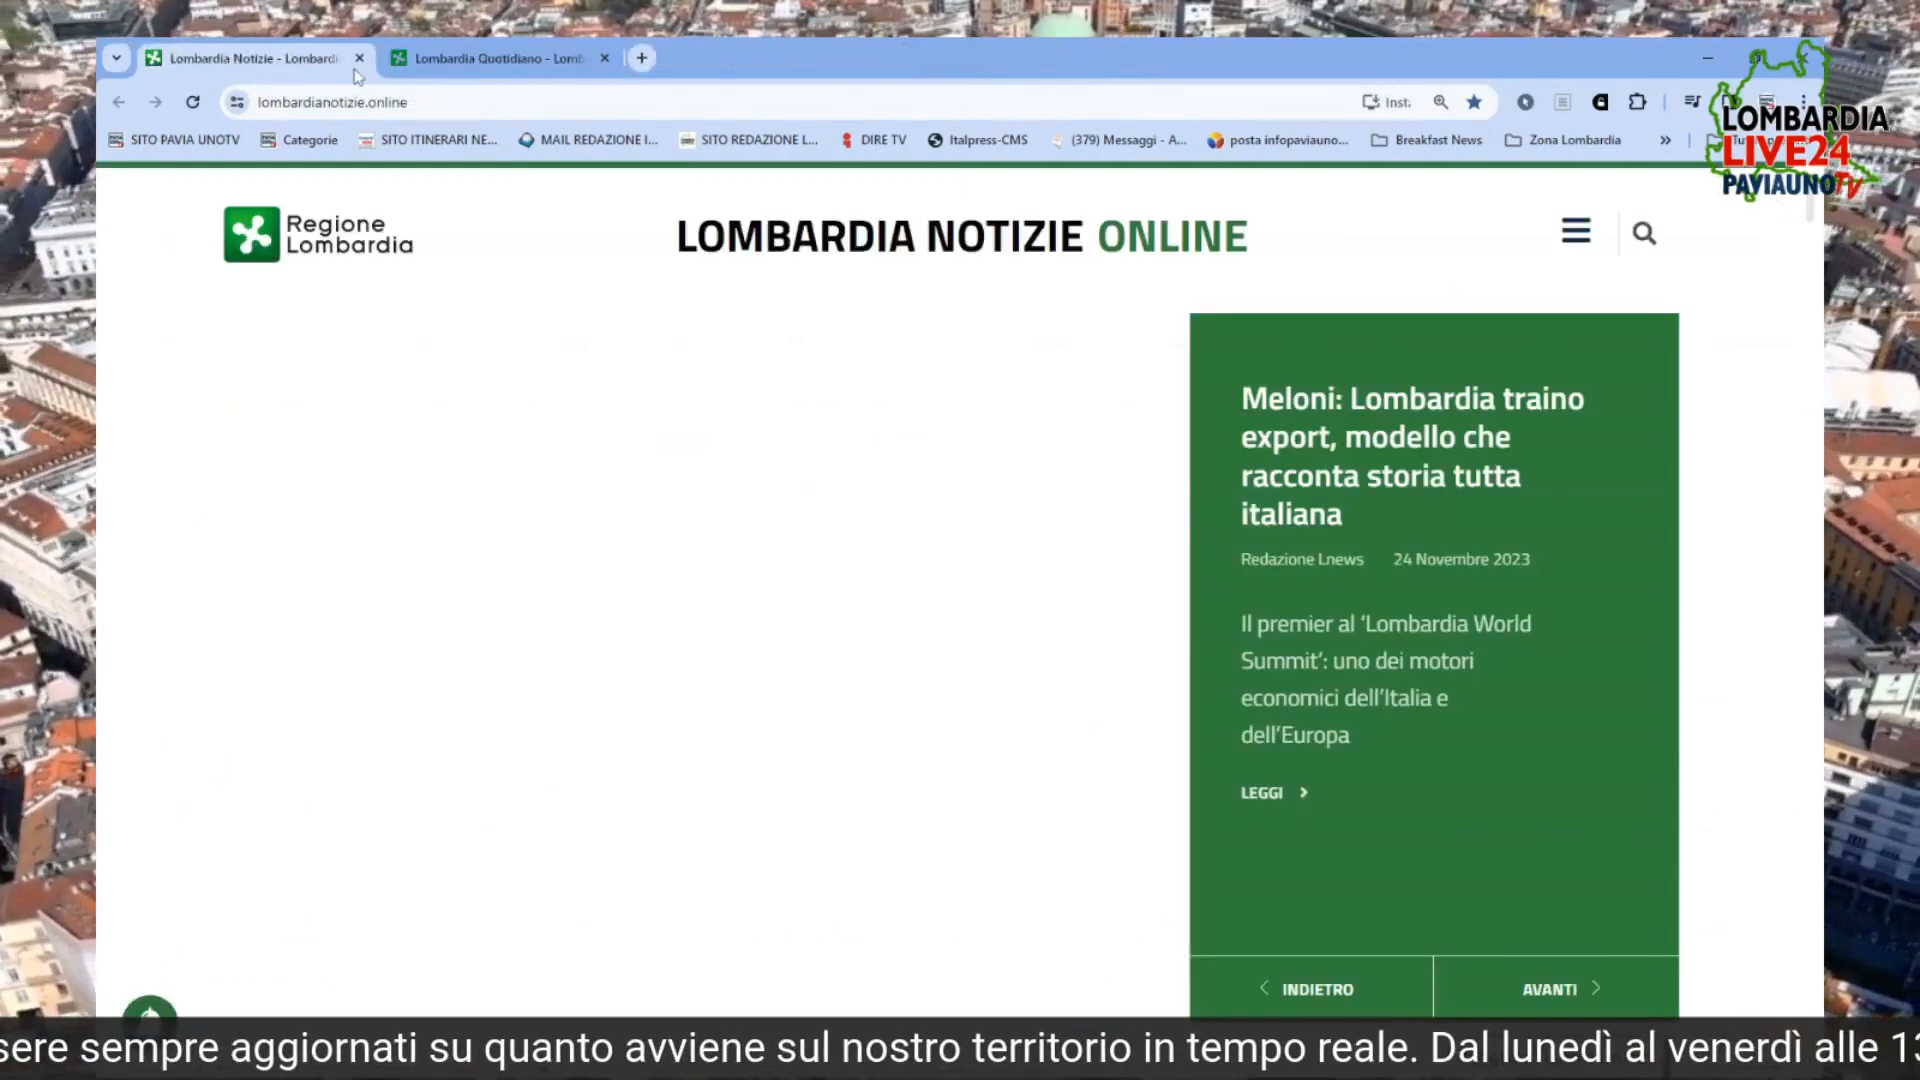 Lombardia Notizie - Lombardi
Lombardia Quotidiano - Lomb
lombardianotizie.online
SITO PAVIA UNOTV
Categorie
SITO ITINERARI NE...
MAIL REDAZIONE I...
SITO REDAZIONE L...
DIRE TV
Italpress-CMS
(379) Messaggi - A...
posta infopaviauno...
Breakfast News
Zona Lombardia
LOMBARDIA
LIVE24
PAVIAUNOTV
Regione
Lombardia
LOMBARDIA NOTIZIE ONLINE
Meloni: Lombardia traino
export, modello che
racconta storia tutta
italiana
Redazione Lnews 24 Novembre 2023
Il premier al ‘Lombardia World
Summit’: uno dei motori
economici dell’Italia e
dell’Europa
LEGGI
INDIETRO
AVANTI
sere sempre aggiornati su quanto avviene sul nostro territorio in tempo reale. Dal lunedì al venerdì alle 13